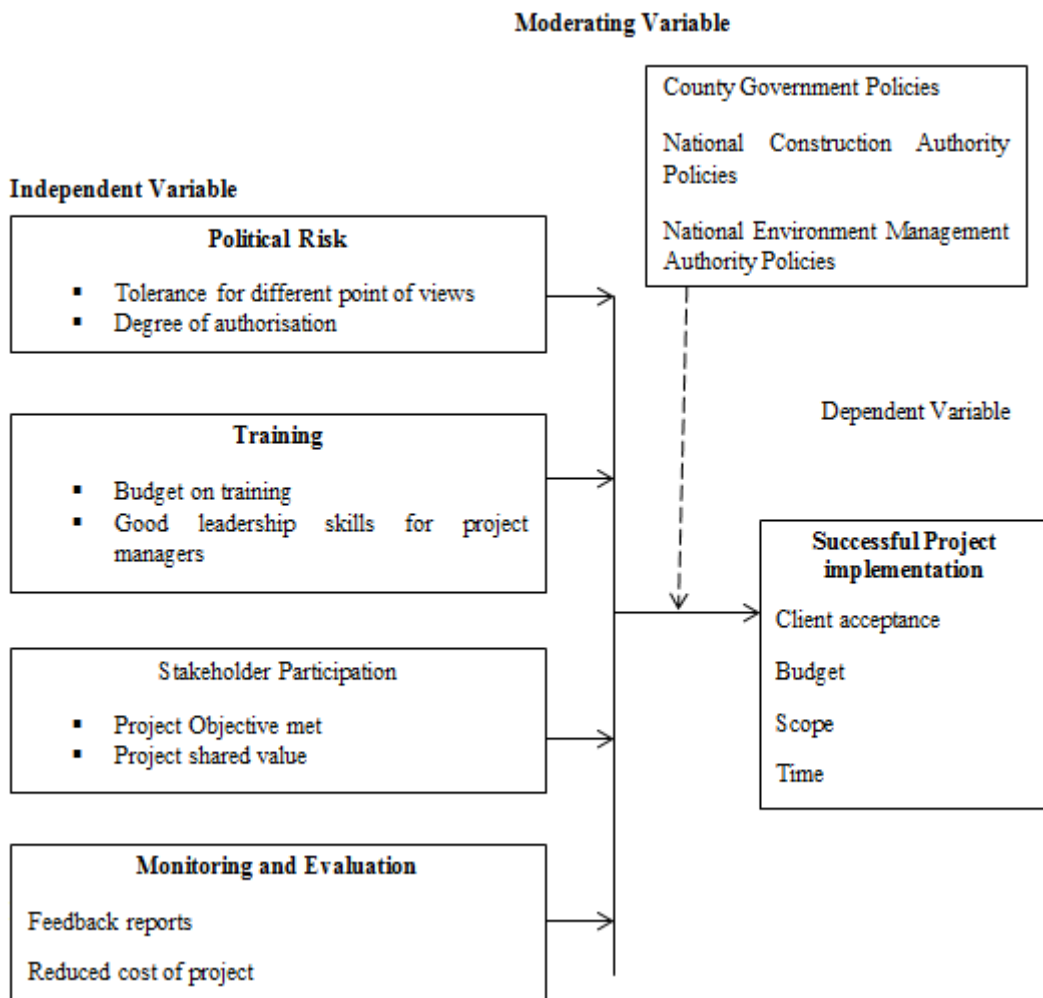 Moderating Variable
County Government Policies
National Construction Authority
Policies
National Environment Management
Authority Policies
Independent Variable
Political Risk
▪ Tolerance for different point of views
▪ Degree of authorisation
Training
▪ Budget on training
▪ Good leadership skills for project
managers
Stakeholder Participation
▪ Project Objective met
▪ Project shared value
Monitoring and Evaluation
Feedback reports
Reduced cost of project
Dependent Variable
Successful Project
implementation
Client acceptance
Budget
Scope
Time